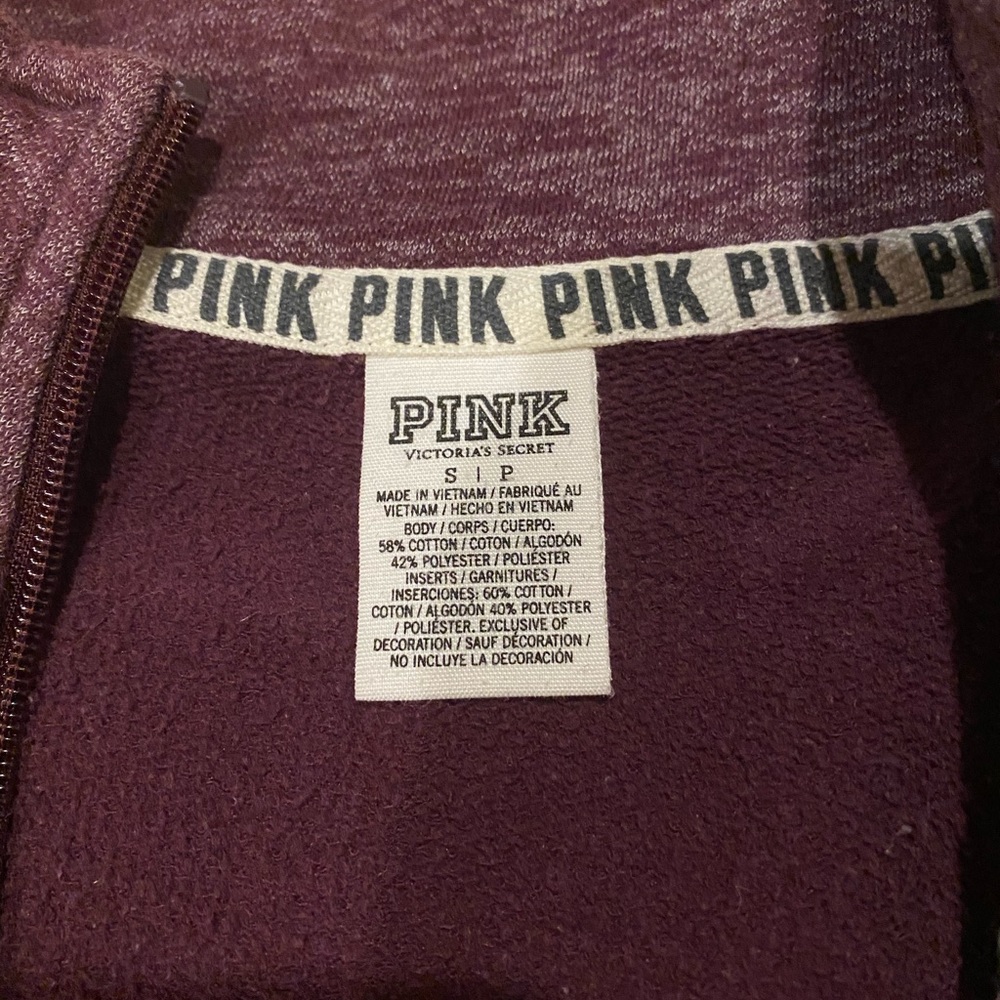 PINK PINK PINK PINK PI
PINK
VICTORIA'S SECRET
S | P
MADE IN VIETNAM / FABRIQUÉ AU
VIETNAM / HECHO EN VIETNAM
BODY / CORPS / CUERPO:
58% COTTON / COTON / ALGODÓN
42% POLYESTER / POLIÉSTER
INSERTS / GARNITURES /
INSERCIONES: 60% COTTON /
COTON / ALGODÓN 40% POLYESTER
/ POLIÉSTER. EXCLUSIVE OF
DECORATION / SAUF DÉCORATION /
NO INCLUYE LA DECORACIÓN